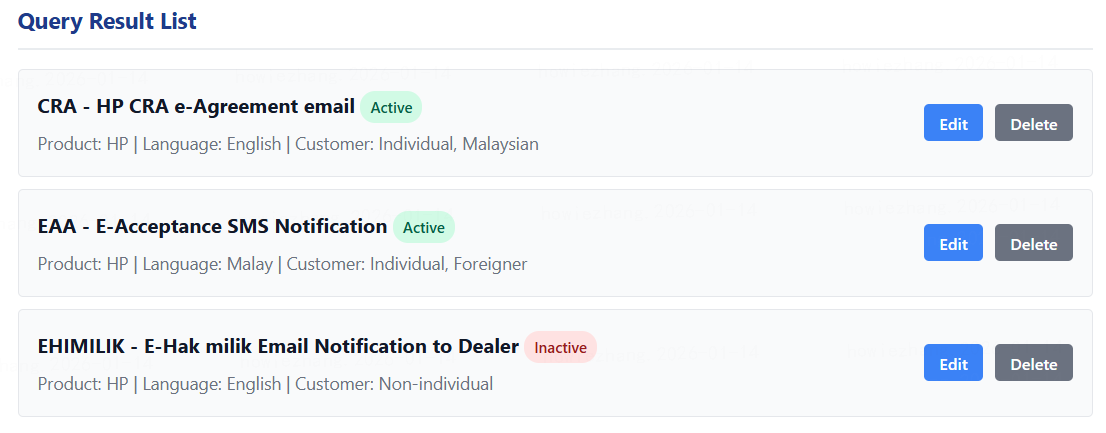 Query Result List
CRA - HP CRA e-Agreement email Active
Product: HP | Language: English | Customer: Individual, Malaysian
Edit Delete
EAA - E-Acceptance SMS Notification Active
Product: HP | Language: Malay | Customer: Individual, Foreigner
Edit Delete
EHIMILIK - E-Hak milik Email Notification to Dealer Inactive
Product: HP | Language: English | Customer: Non-individual
Edit Delete